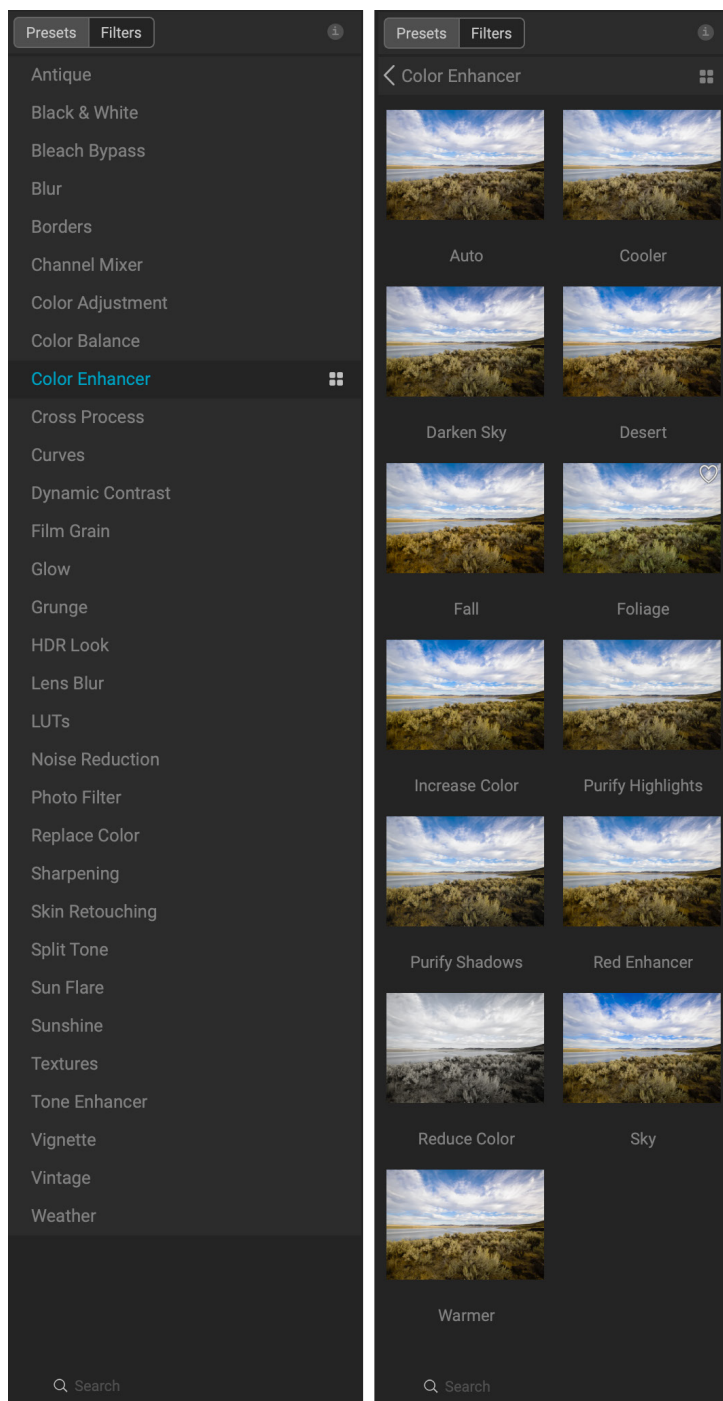 Presets Filters
Antique
Black & White
Bleach Bypass
Blur
Borders
Channel Mixer
Color Adjustment
Color Balance
Color Enhancer
Cross Process
Curves
Dynamic Contrast
Film Grain
Glow
Grunge
HDR Look
Lens Blur
LUTs
Noise Reduction
Photo Filter
Replace Color
Sharpening
Skin Retouching
Split Tone
Sun Flare
Sunshine
Textures
Tone Enhancer
Vignette
Vintage
Weather
Search
Presets Filters
Color Enhancer
Auto Cooler
Darken Sky Desert
Fall Foliage
Increase Color Purify Highlights
Purify Shadows Red Enhancer
Reduce Color Sky
Warmer
Search